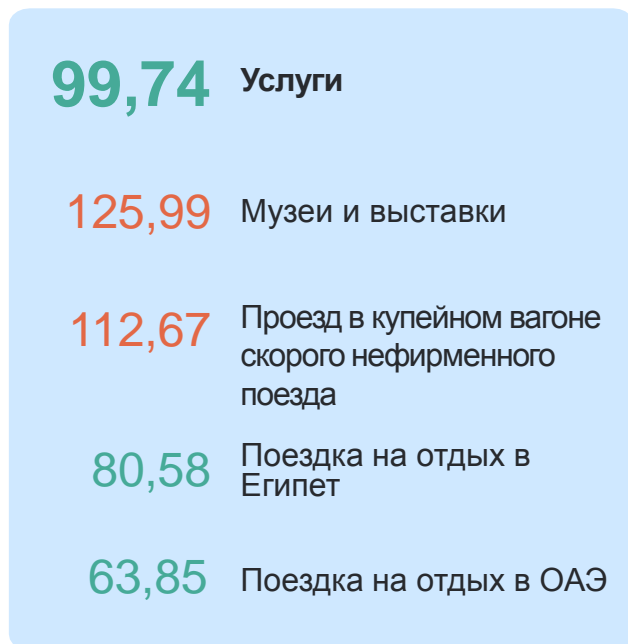 99,74 Услуги
125,99 Музеи и выставки
112,67 Проезд в купейном вагоне
скорого нефирменного
поезда
80,58 Поездка на отдых в
Египет
63,85 Поездка на отдых в ОАЭ